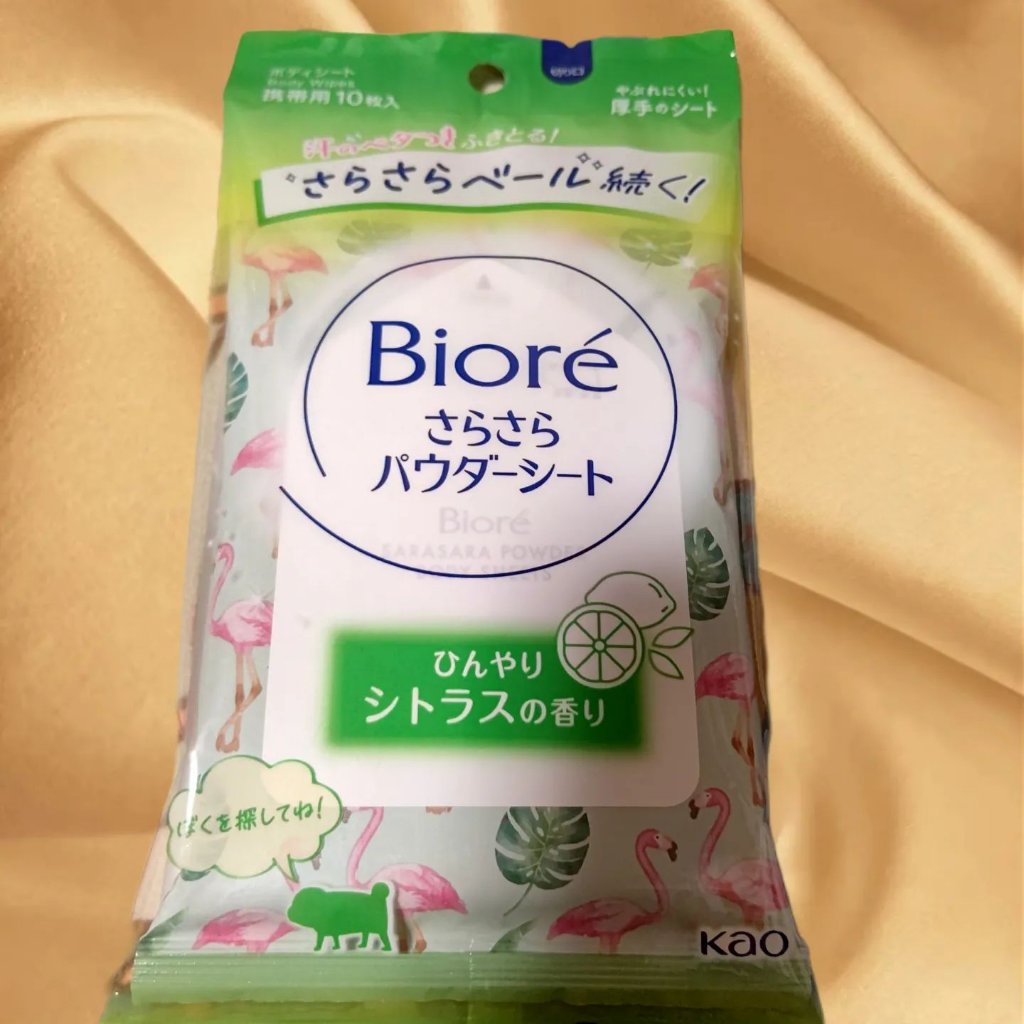 ボディシート
Body Wipes
携帯用10枚入
切り口
やぶれにくい!
厚手のシート
汗のベタつきふきとる!
さらさらベール続く!
Bioré
さらさら
パウダーシート
Bioré
SARASARA POWDE
BODY SHEETS
ひんやり
シトラスの香り
ぼくを探してね!
Kao